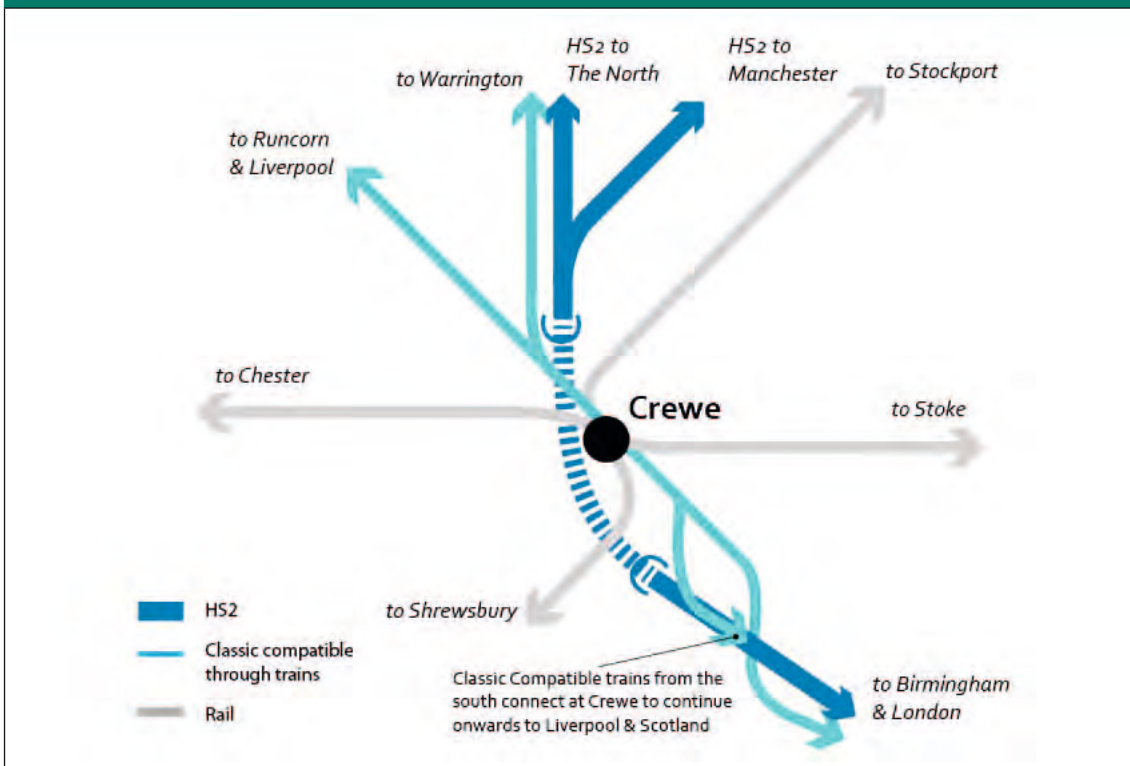 HS2 to
The North
HS2 to
Manchester
to Stockport
to Warrington
to Runcorn
& Liverpool
to Chester
Crewe
to Stoke
to Shrewsbury
HS2
Classic compatible
through trains
Rail
Classic Compatible trains from the
south connect at Crewe to continue
onwards to Liverpool & Scotland
to Birmingham
& London